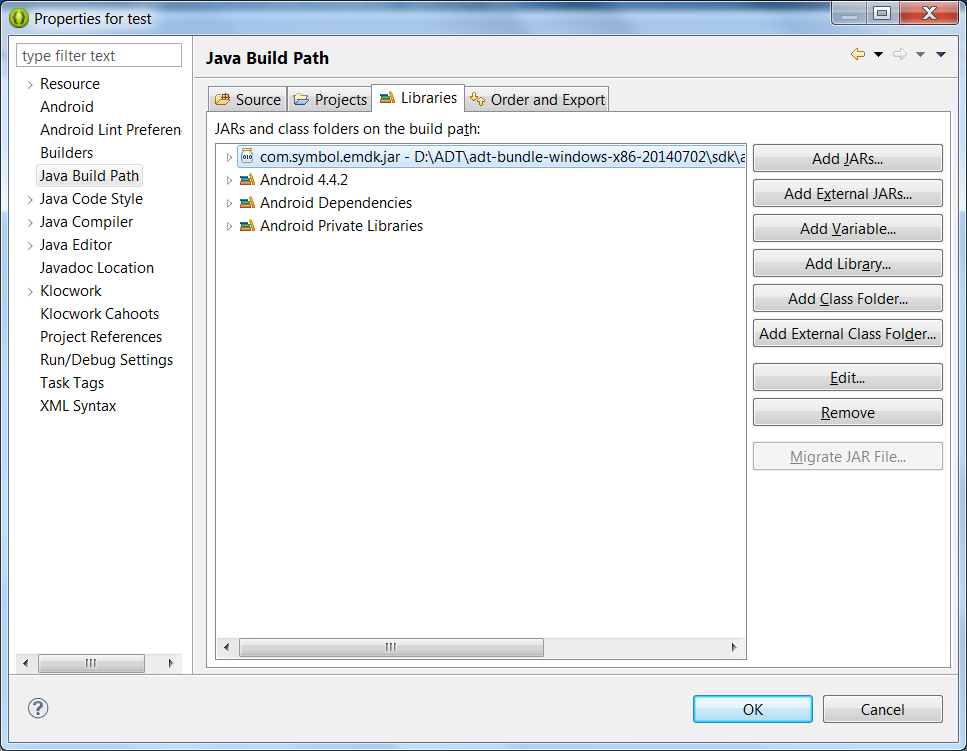 Properties for test
type filter text
Resource
Android
Android Lint Preferen
Builders
Java Build Path
Java Code Style
Java Compiler
Java Editor
Javadoc Location
Klocwork
Klocwork Cahoots
Project References
Run/Debug Settings
Task Tags
XML Syntax
Java Build Path
Source Projects Libraries Order and Export
JARs and class folders on the build path:
com.symbol.emdk.jar - D:\ADT\adt-bundle-windows-x86-20140702\sdk\a
Android 4.4.2
Android Dependencies
Android Private Libraries
Add JARs...
Add External JARs...
Add Variable...
Add Library...
Add Class Folder...
Add External Class Folder...
Edit...
Remove
Migrate JAR File...
OK Cancel